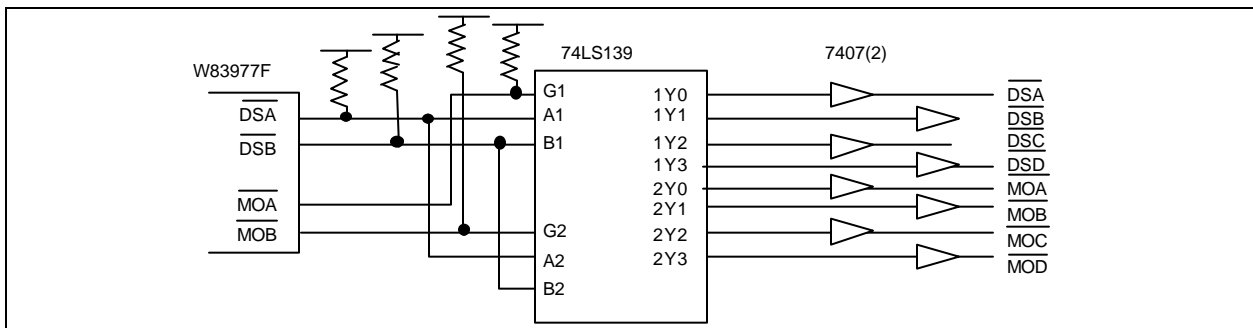 74LS139
7407(2)
W83977F
DSA
DSB
MOA
MOB
G1
A1
B1
G2
A2
B2
1Y0
1Y1
1Y2
1Y3
2Y0
2Y1
2Y2
2Y3
DSA
DSB
DSC
DSD
MOA
MOB
MOC
MOD